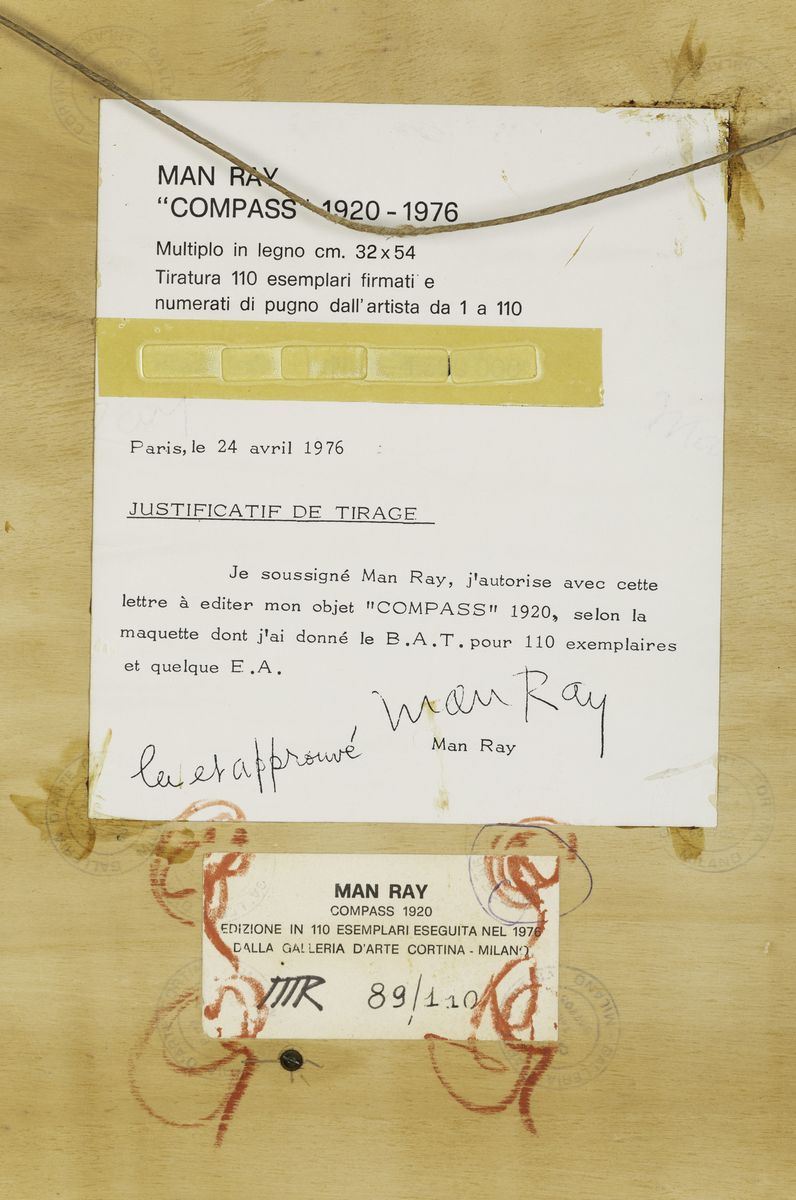 MAN RAY
"COMPASS" 1920 - 1976
Multiplo in legno cm. 32 x 54
Tiratura 110 esemplari firmati e
numerati di pugno dall'artista da 1 a 110
Paris, le 24 avril 1976
JUSTIFICATIF DE TIRAGE
Je soussigné Man Ray, j'autorise avec cette
lettre à editer mon objet "COMPASS" 1920, selon la
maquette dont j'ai donné le B.A.T. pour 110 exemplaires
et quelque E.A.
Man Ray
Man Ray
lu et approuvé
MAN RAY
COMPASS 1920
EDIZIONE IN 110 ESEMPLARI ESEGUITA NEL 1976
DALLA GALLERIA D'ARTE CORTINA - MILANO
MR 89/110